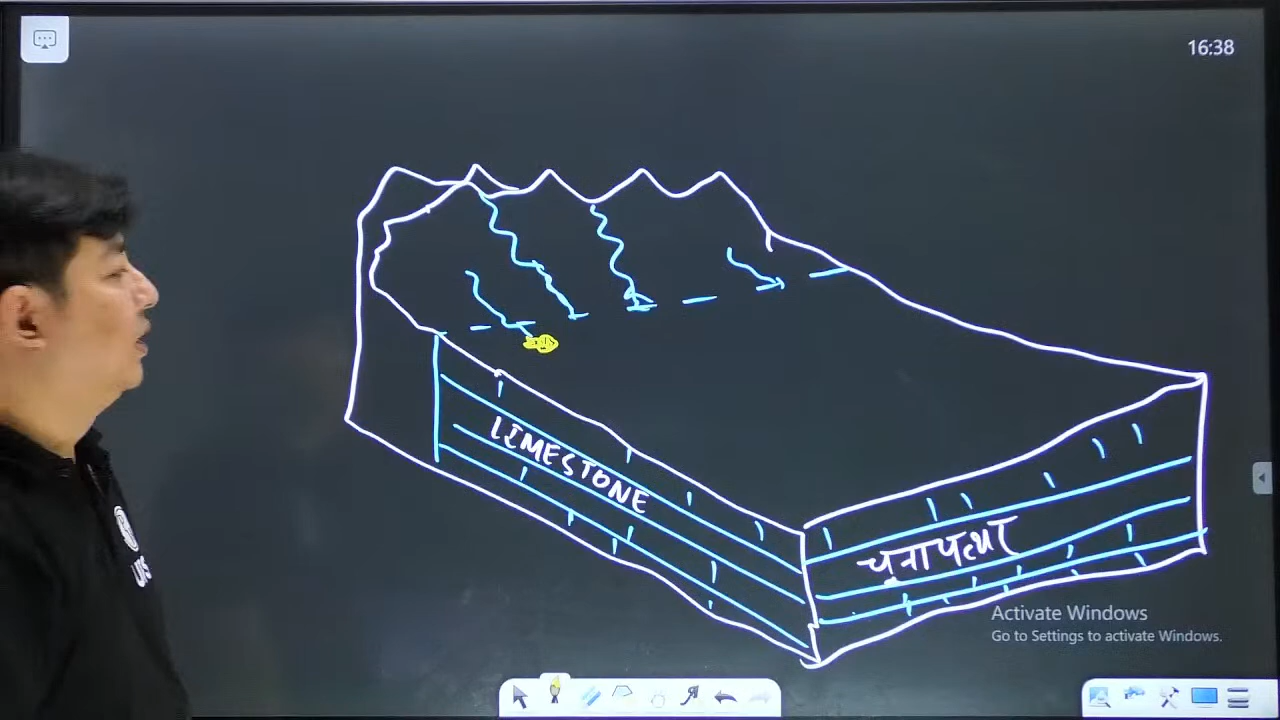 16:38
LIMESTONE
चूनापत्थर
Activate Windows
Go to Settings to activate Windows.